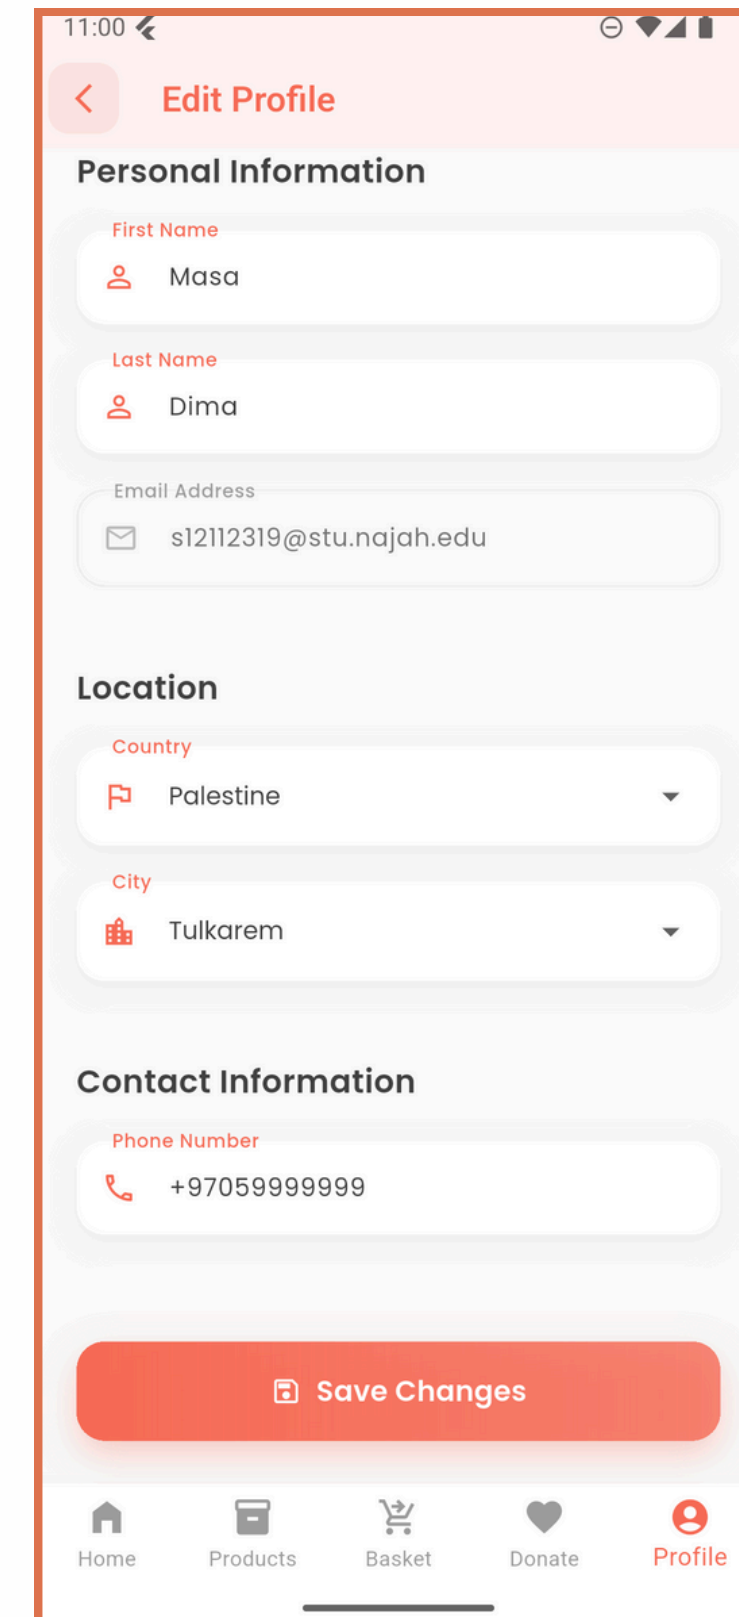 11:00
Edit Profile
Personal Information
First Name
Masa
Last Name
Dima
Email Address
s12112319@stu.najah.edu
Location
Country
Palestine
City
Tulkarem
Contact Information
Phone Number
+97059999999
Save Changes
Home Products Basket Donate Profile